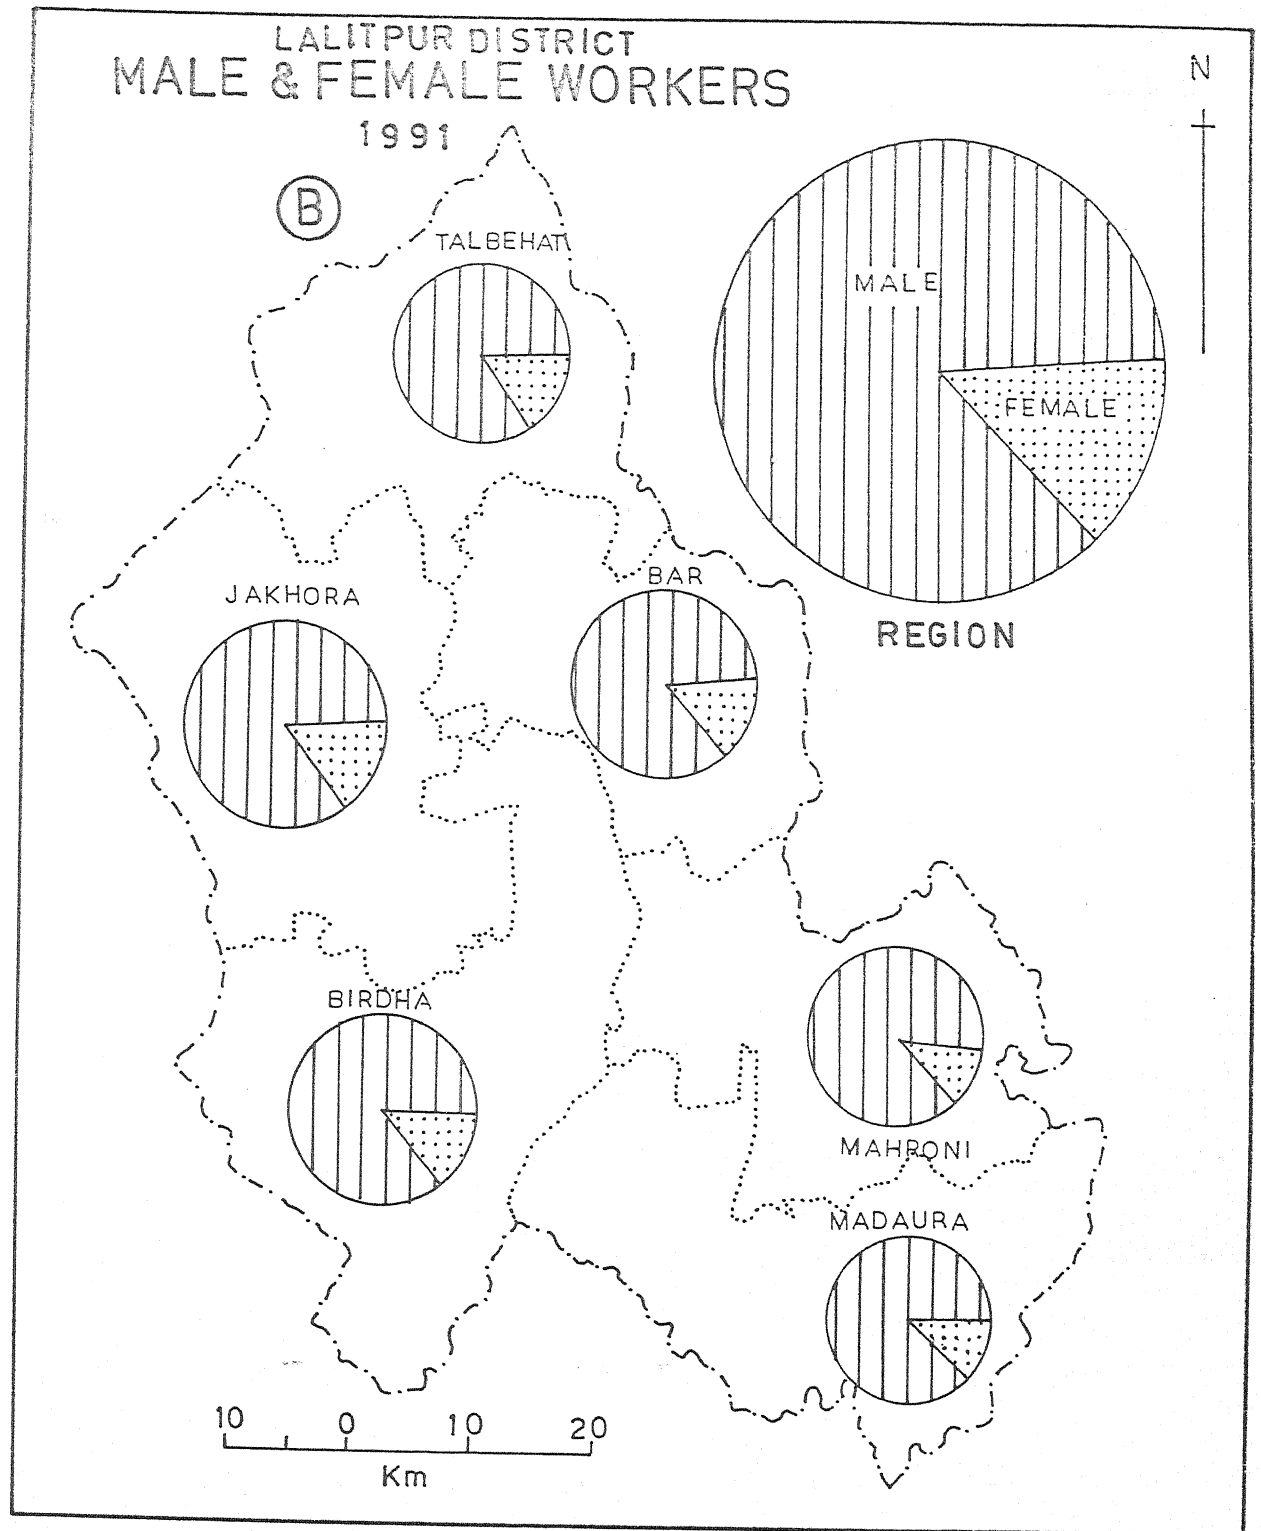 LALITPUR DISTRICT
MALE & FEMALE WORKERS
1991
N
B
TALBEHAT
MALE
FEMALE
REGION
JAKHORA
BAR
BIRDHA
MAHRONI
MADAURA
10 0 10 20
Km